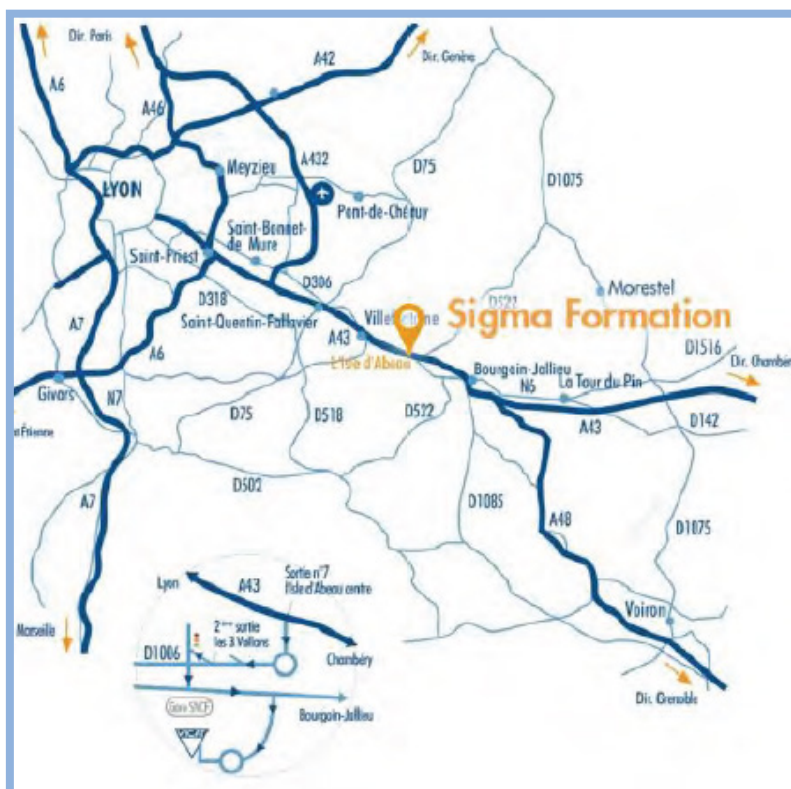 Dir. Paris
A6
A46
A42
Dir. Genève
Meyzieu
A432
D75
D1075
LYON
Pont-de-Chéruy
Saint-Bonnet
de Mure
Saint-Priest
D306
D318
Saint-Quentin-Fallavier
Morestel
D522
Sigma Formation
A7
A6
A43
L'Isle d'Abeau
Bourgoin-Jallieu
N6
La Tour du Pin
D1516
Dir. Chambéry
Givors
N7
D75
D518
D522
A43
D142
Étienne
D502
A7
D1085
A48
D1075
Voiron
Marseille
Dir. Grenoble
Lyon
A43
Sortie n°7
l'Isle d'Abeau centre
2ème sortie
les 3 Vallons
D1006
Chambéry
Gare SNCF
Bourgoin-Jallieu